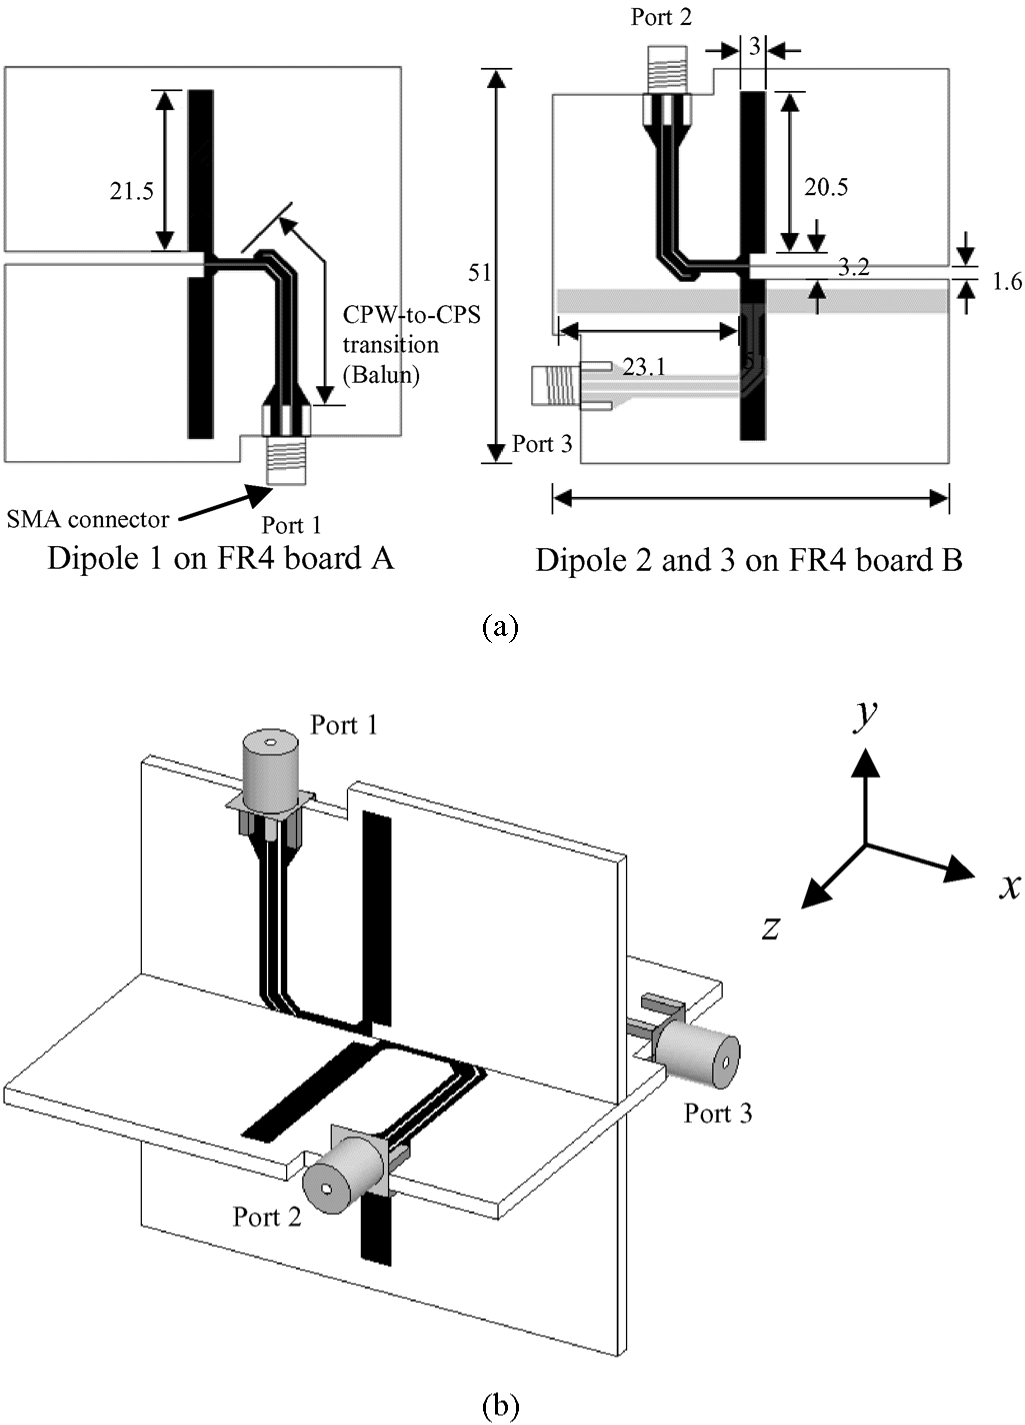 Port 2
3
21.5
20.5
51
3.2
1.6
CPW-to-CPS
transition
(Balun)
23.1
5
Port 3
SMA connector
Port 1
Dipole 1 on FR4 board A
Dipole 2 and 3 on FR4 board B
(a)
Port 1
y
x
z
Port 3
Port 2
(b)